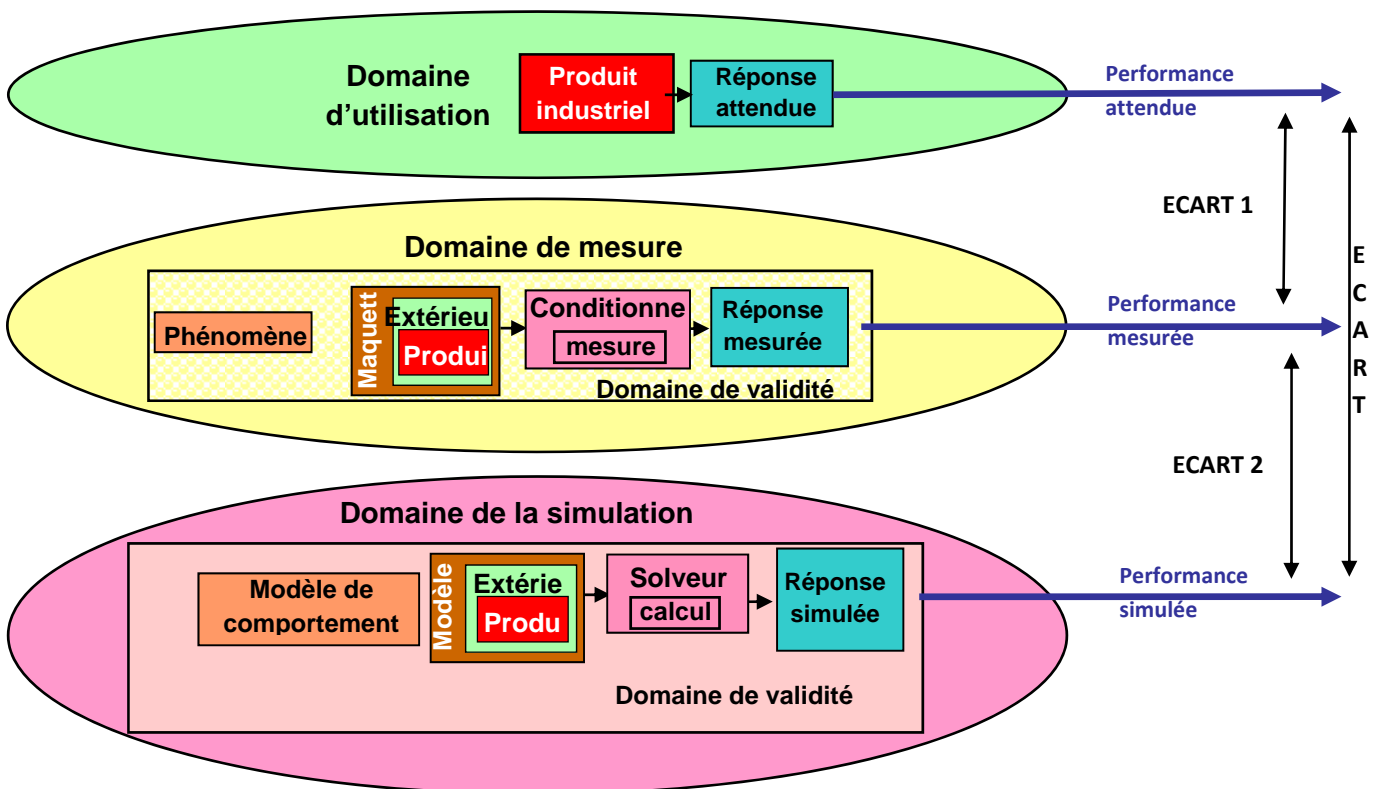 Domaine
d’utilisation
Produit
industriel
Réponse
attendue
Performance
attendue
ECART 1
E
C
A
R
T
Domaine de mesure
Phénomène
Maquett
Extérieu
Produi
Conditionne
mesure
Réponse
mesurée
Domaine de validité
Performance
mesurée
ECART 2
Domaine de la simulation
Modèle de
comportement
Modèle
Extérie
Produ
Solveur
calcul
Réponse
simulée
Domaine de validité
Performance
simulée